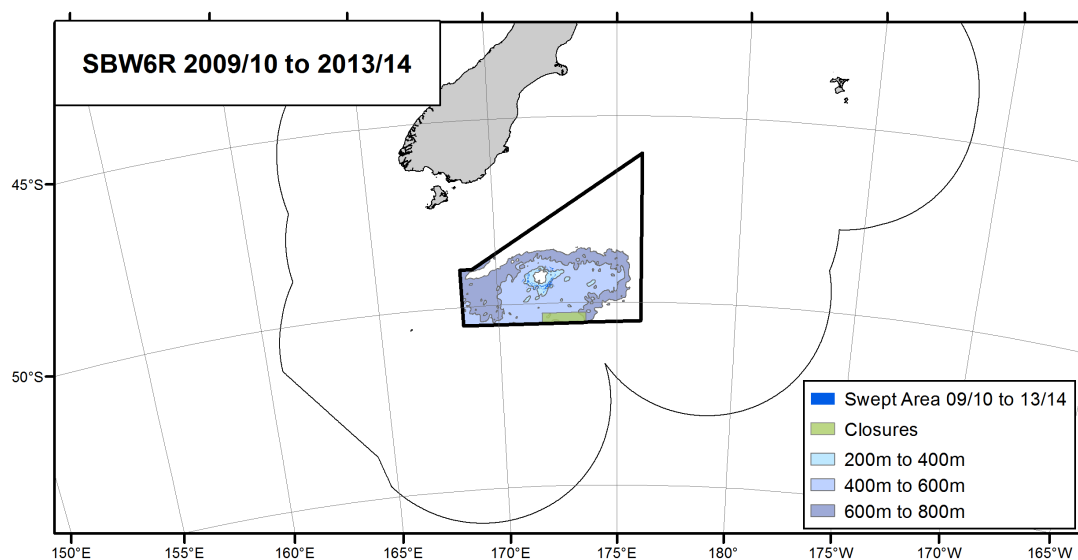 SBW6R 2009/10 to 2013/14
45°S
50°S
Swept Area 09/10 to 13/14
Closures
200m to 400m
400m to 600m
600m to 800m
150°E 155°E 160°E 165°E 170°E 175°E 180° 175°W 170°W 165°W